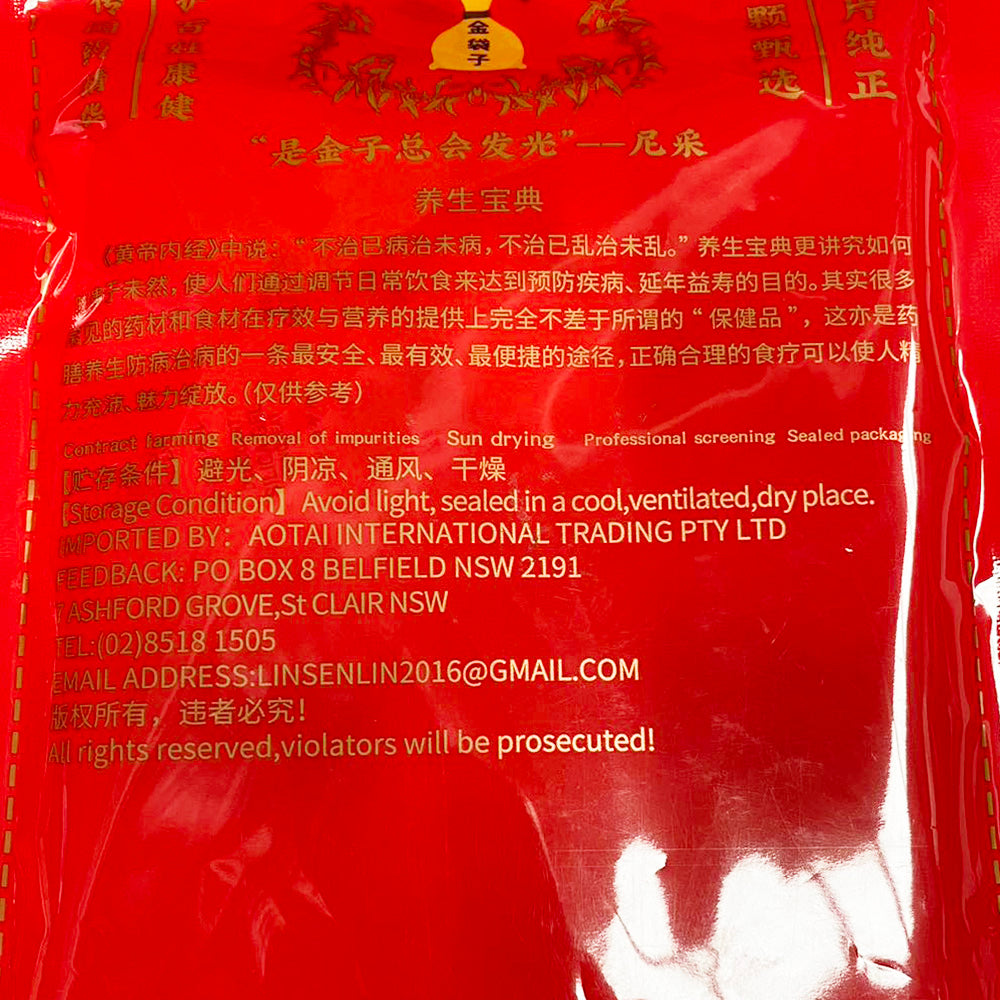 康健
颗甄选
片纯正
金袋子
“是金子总会发光”——尼采
养生宝典
《黄帝内经》中说：“不治已病治未病，不治已乱治未乱。”养生宝典更讲究如何
未然，使人们通过调节日常饮食来达到预防疾病、延年益寿的目的。其实很多
见的药材和食材在疗效与营养的提供上完全不差于所谓的“保健品”，这亦是药
膳养生防病治病的一条最安全、最有效、最便捷的途径，正确合理的食疗可以使人精
力充沛、魅力绽放。（仅供参考）
Contract farming Removal of impurities Sun drying Professional screening Sealed packaging
【贮存条件】避光、阴凉、通风、干燥
【Storage Condition】Avoid light, sealed in a cool,ventilated,dry place.
IMPORTED BY：AOTAI INTERNATIONAL TRADING PTY LTD
FEEDBACK: PO BOX 8 BELFIELD NSW 2191
7 ASHFORD GROVE,St CLAIR NSW
TEL:(02)8518 1505
EMAIL ADDRESS:LINSENLIN2016@GMAIL.COM
版权所有，违者必究！
All rights reserved,violators will be prosecuted!